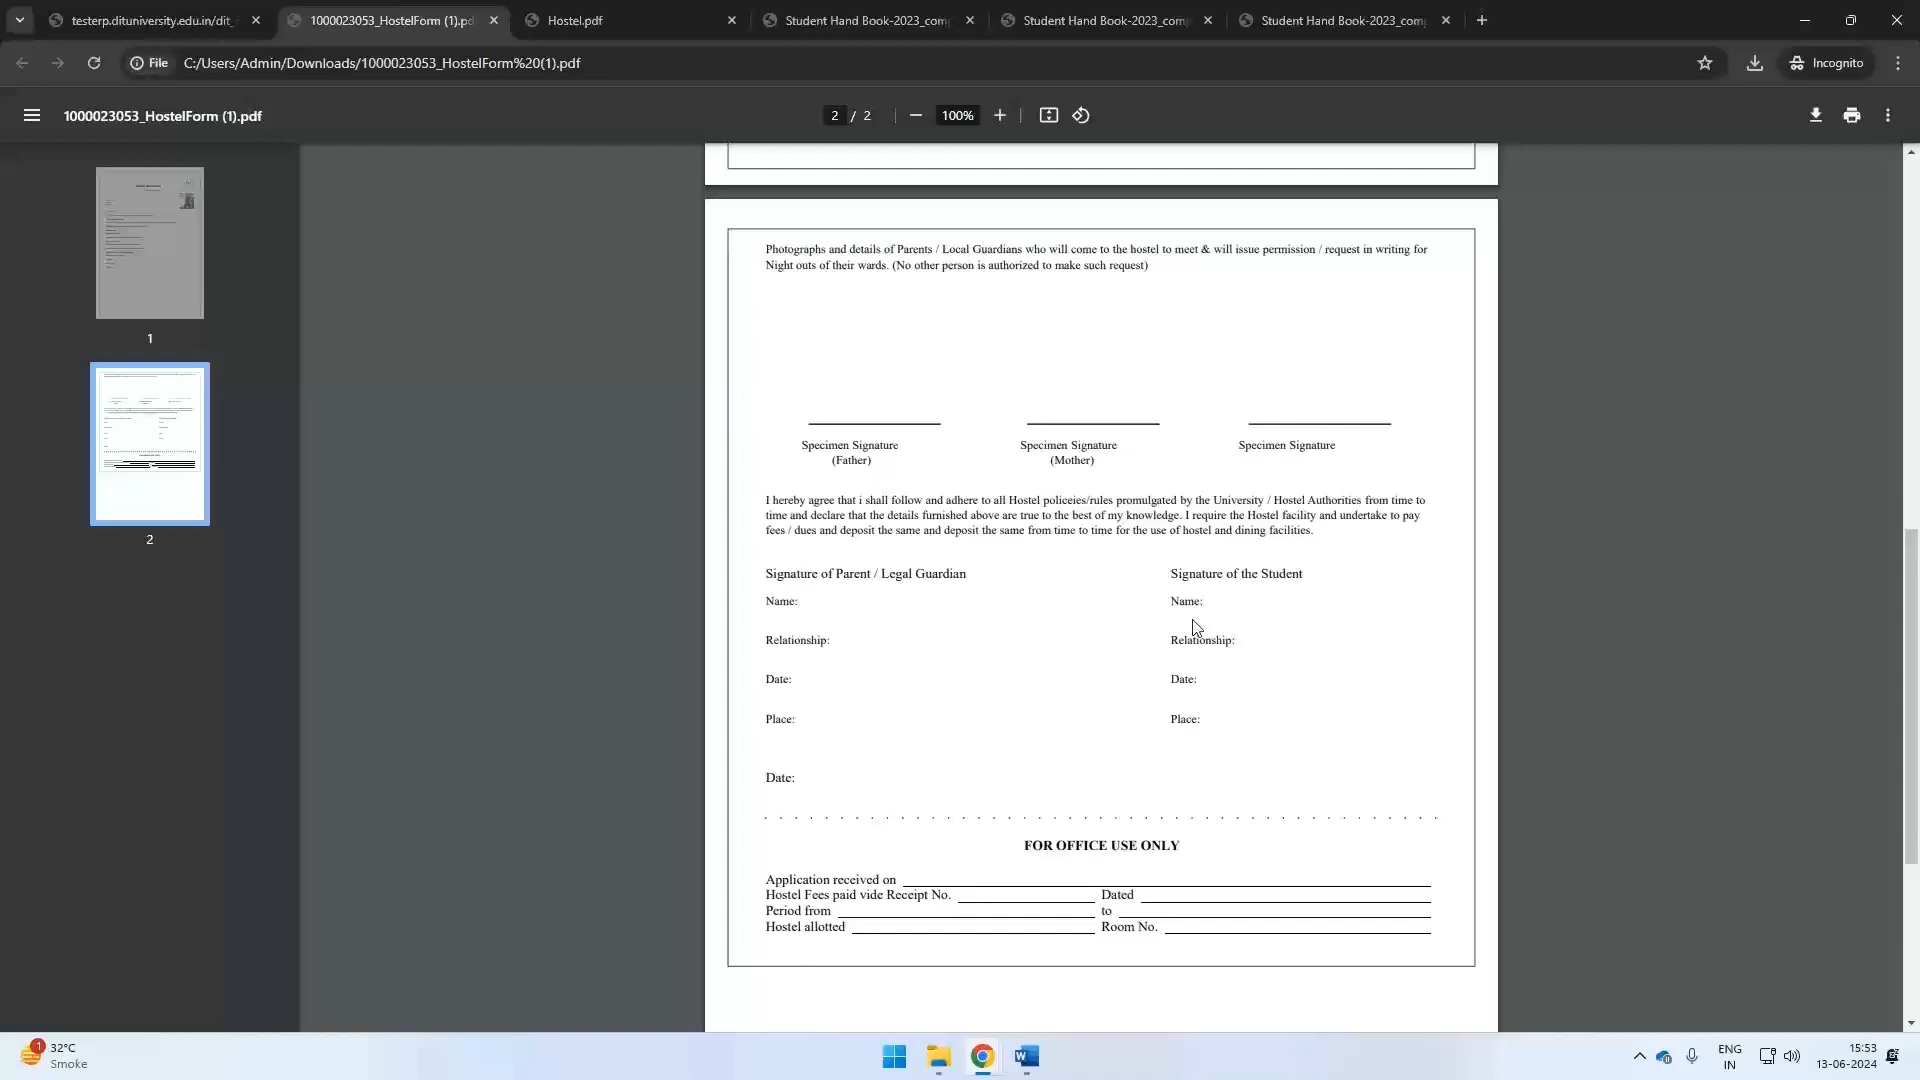 testerp.dituniversity.edu.in/dit_
1000023053_HostelForm (1).pd
Hostel.pdf
Student Hand Book-2023_com
Student Hand Book-2023_com
Student Hand Book-2023_com
File
C:/Users/Admin/Downloads/1000023053_HostelForm%20(1).pdf
Incognito
1000023053_HostelForm (1).pdf
2 / 2
100%
1
2
Photographs and details of Parents / Local Guardians who will come to the hostel to meet & will issue permission / request in writing for
Night outs of their wards. (No other person is authorized to make such request)
Specimen Signature
(Father)
Specimen Signature
(Mother)
Specimen Signature
I hereby agree that i shall follow and adhere to all Hostel policeies/rules promulgated by the University / Hostel Authorities from time to
time and declare that the details furnished above are true to the best of my knowledge. I require the Hostel facility and undertake to pay
fees / dues and deposit the same and deposit the same from time to time for the use of hostel and dining facilities.
Signature of Parent / Legal Guardian
Signature of the Student
Name:
Name:
Relationship:
Relationship:
Date:
Date:
Place:
Place:
Date:
FOR OFFICE USE ONLY
Application received on
Hostel Fees paid vide Receipt No. Dated
Period from to
Hostel allotted Room No.
1
32°C
Smoke
ENG
IN
15:53
13-06-2024